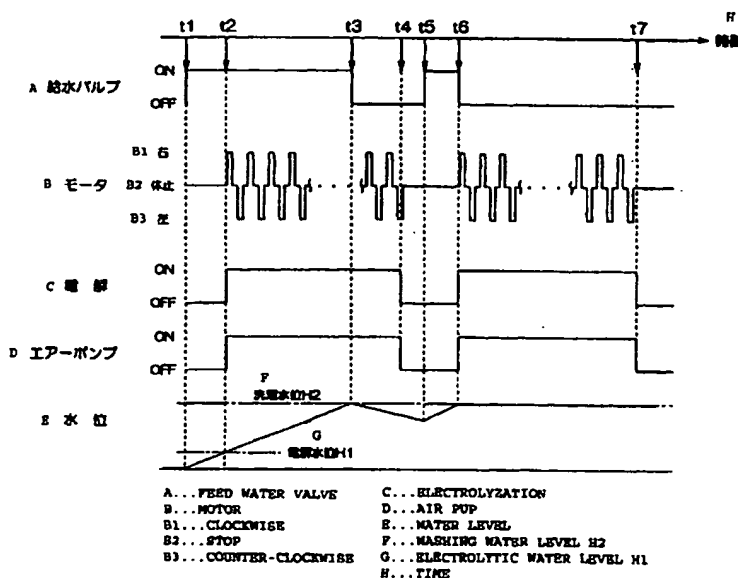 H
t1 t2 t3 t4 t5 t6 t7 時間
ON
A 給水バルブ
OFF
B1 右
B モータ B2 休止
B3 左
ON
C 電解
OFF
ON
D エアーポンプ
OFF
F
洗濯水位H2
E 水位
G
電解水位H1
A...FEED WATER VALVE C...ELECTROLYZATION
B...MOTOR D...AIR PUP
B1...CLOCKWISE E...WATER LEVEL
B2...STOP F...WASHING WATER LEVEL H2
B3...COUNTER-CLOCKWISE G...ELECTROLYTIC WATER LEVEL H1
H...TIME